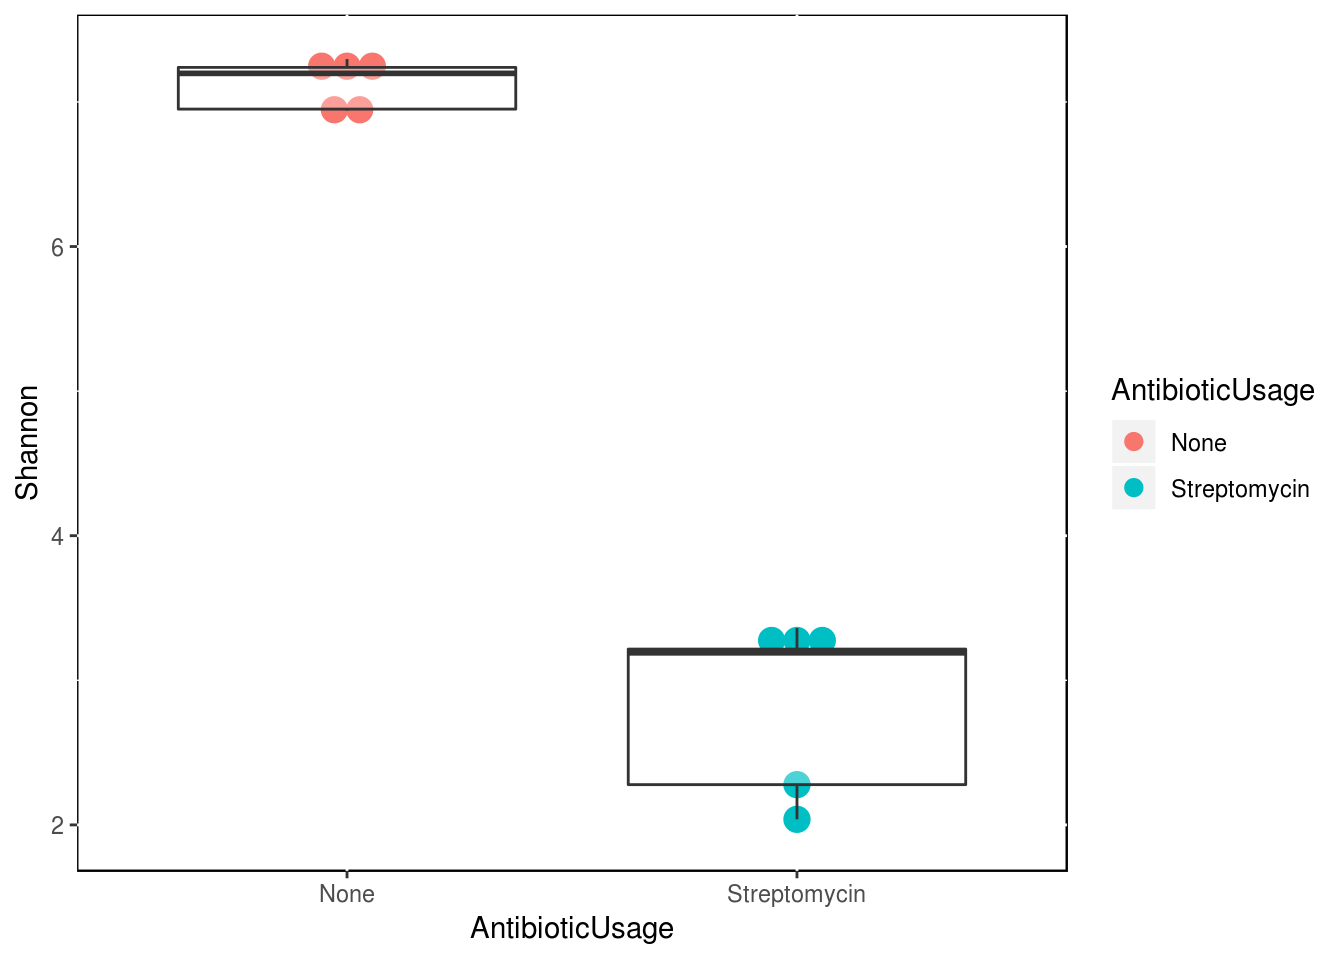 6
4
2
Shannon
None
Streptomycin
AntibioticUsage
AntibioticUsage
None
Streptomycin